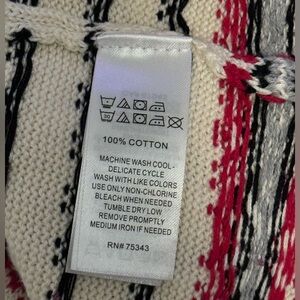 100% COTTON
MACHINE WASH COOL -
DELICATE CYCLE
WASH WITH LIKE COLORS
USE ONLY NON-CHLORINE
BLEACH WHEN NEEDED
TUMBLE DRY LOW
REMOVE PROMPTLY
MEDIUM IRON IF NEEDED
RN# 75343